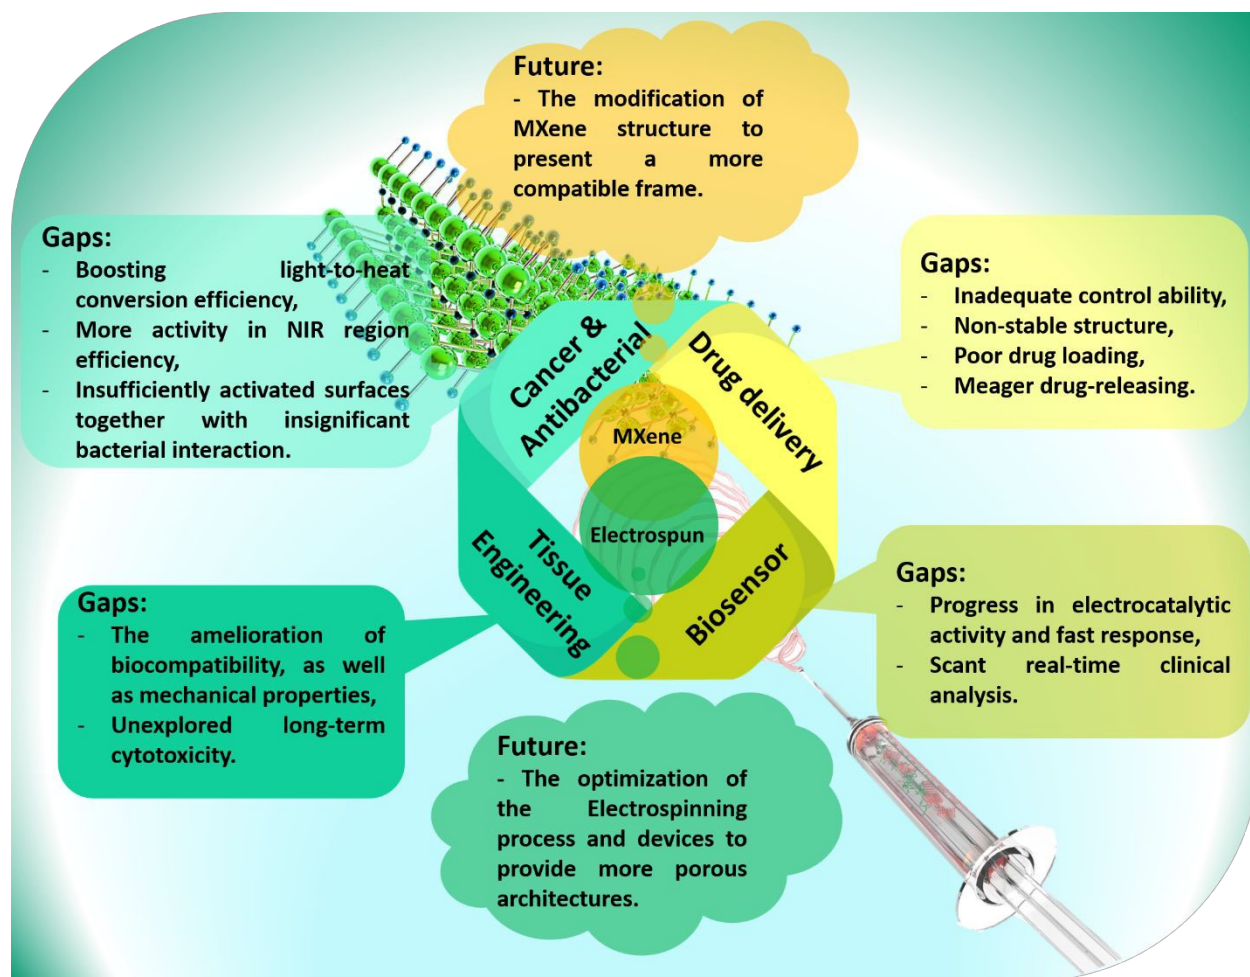 Future:
- The modification of
MXene structure to
present a more
compatible frame.
Gaps:
- Boosting light-to-heat
conversion efficiency,
- More activity in NIR region
efficiency,
- Insufficiently activated surfaces
together with insignificant
bacterial interaction.
Gaps:
- Inadequate control ability,
- Non-stable structure,
- Poor drug loading,
- Meager drug-releasing.
Cancer &
Antibacterial
Drug delivery
MXene
Electrospun
Tissue
Engineering
Biosensor
Gaps:
- The amelioration of
biocompatibility, as well
as mechanical properties,
- Unexplored long-term
cytotoxicity.
Gaps:
- Progress in electrocatalytic
activity and fast response,
- Scant real-time clinical
analysis.
Future:
- The optimization of
the Electrospinning
process and devices to
provide more porous
architectures.